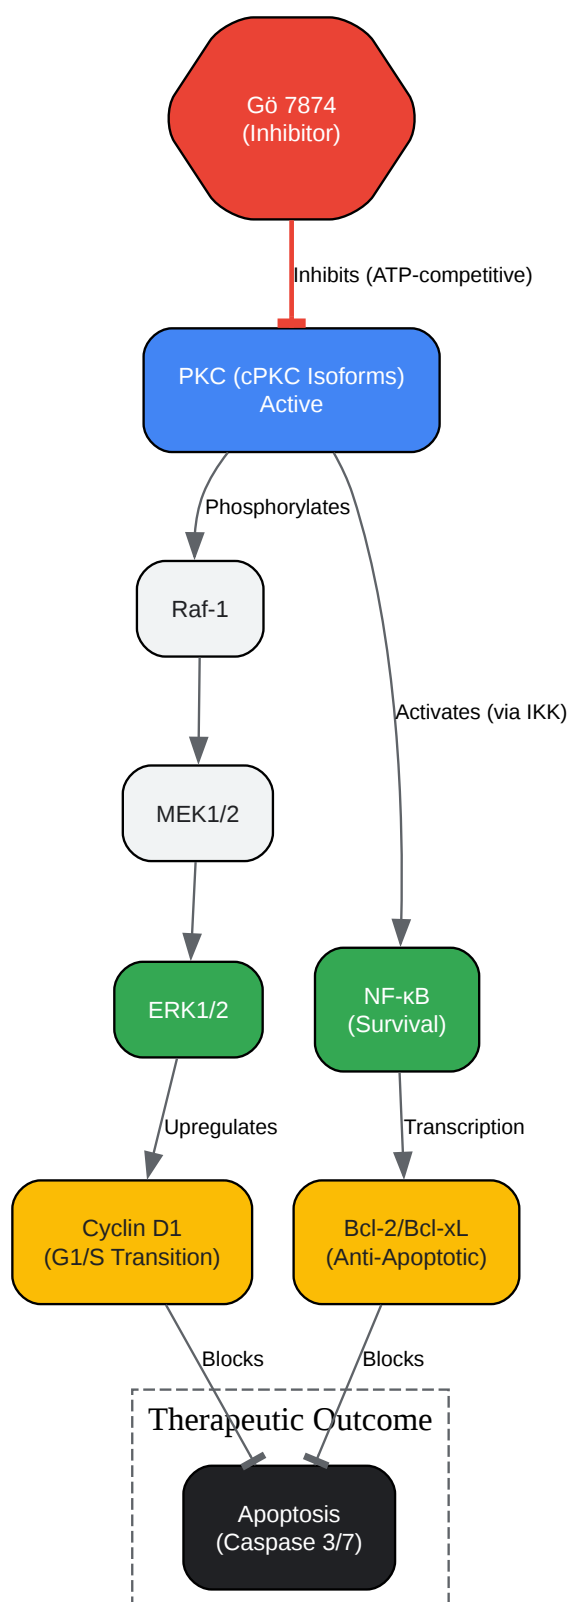 Gö 7874
(Inhibitor)
Inhibits (ATP-competitive)
PKC (cPKC Isoforms)
Active
Phosphorylates
Raf-1
Activates (via IKK)
MEK1/2
ERK1/2
NF-κB
(Survival)
Upregulates
Transcription
Cyclin D1
(G1/S Transition)
Bcl-2/Bcl-xL
(Anti-Apoptotic)
Blocks
Blocks
Therapeutic Outcome
Apoptosis
(Caspase 3/7)